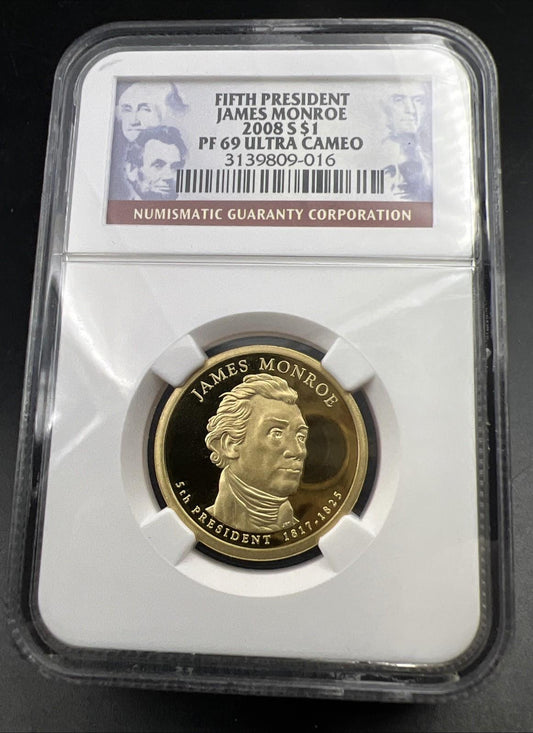 FIFTH PRESIDENT
JAMES MONROE
2008 S $1
PF 69 ULTRA CAMEO
3139809-016
NUMISMATIC GUARANTY CORPORATION
JAMES MONROE
5th PRESIDENT 1817-1825